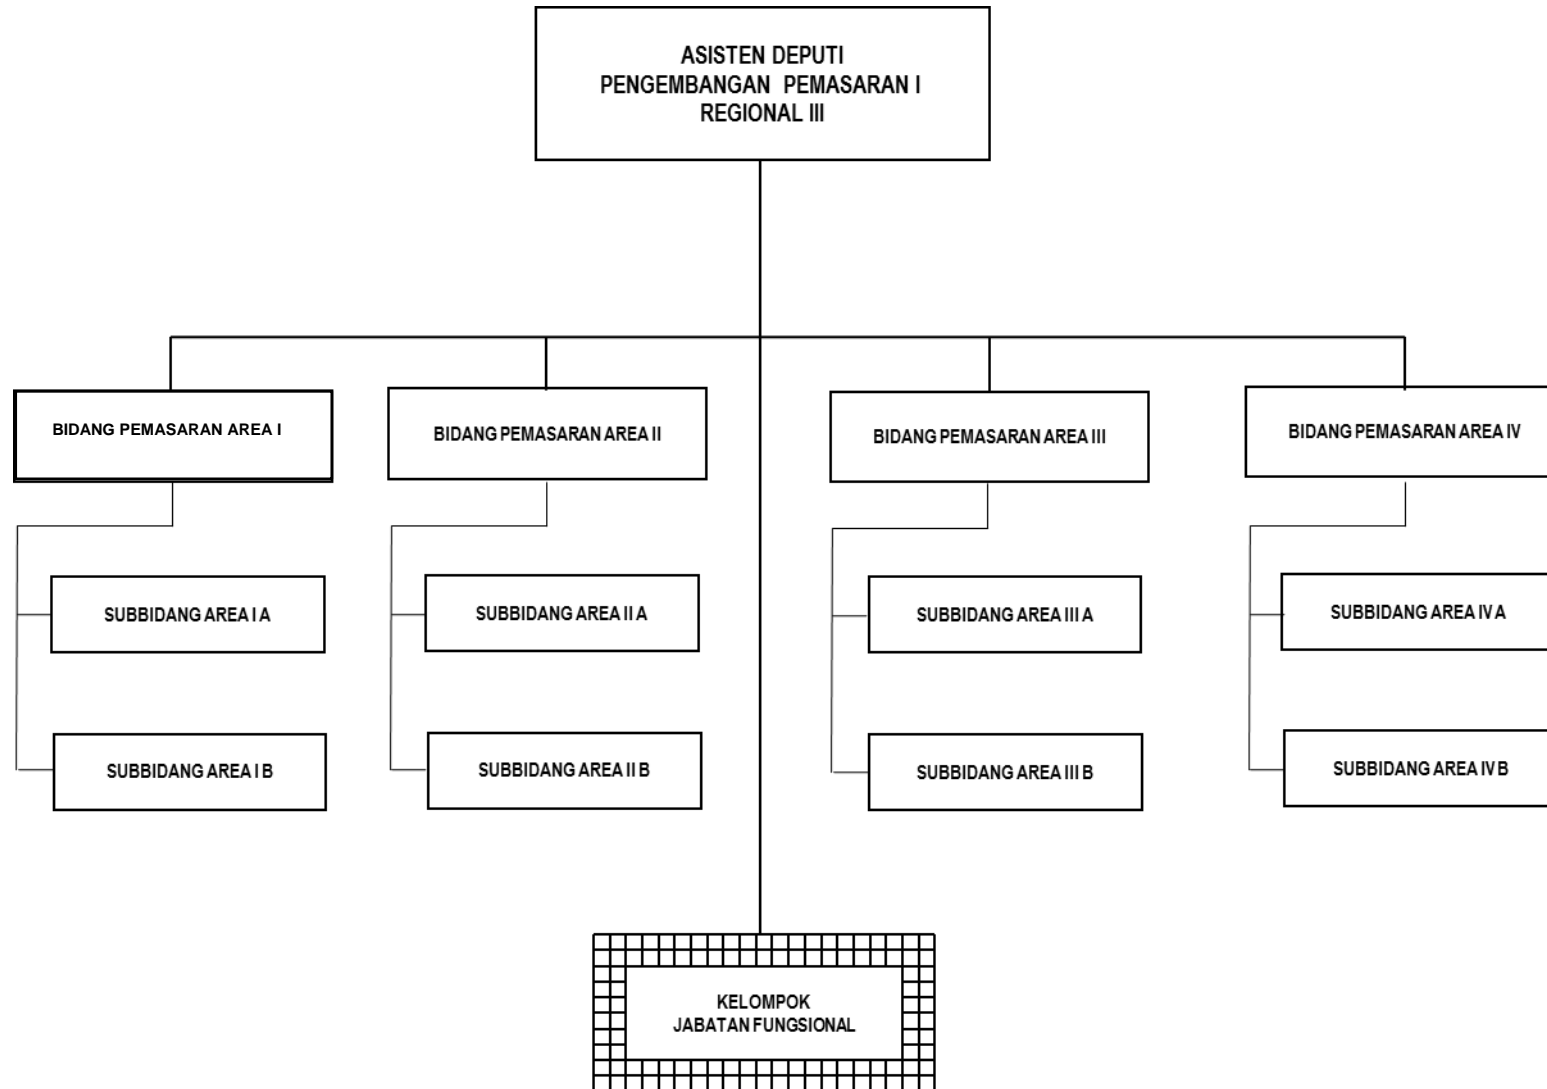 ASISTEN DEPUTI
PENGEMBANGAN PEMASARAN I
REGIONAL III
BIDANG PEMASARAN AREA I
BIDANG PEMASARAN AREA II
BIDANG PEMASARAN AREA III
BIDANG PEMASARAN AREA IV
SUBBIDANG AREA I A
SUBBIDANG AREA II A
SUBBIDANG AREA III A
SUBBIDANG AREA IV A
SUBBIDANG AREA I B
SUBBIDANG AREA II B
SUBBIDANG AREA III B
SUBBIDANG AREA IV B
KELOMPOK
JABATAN FUNGSIONAL